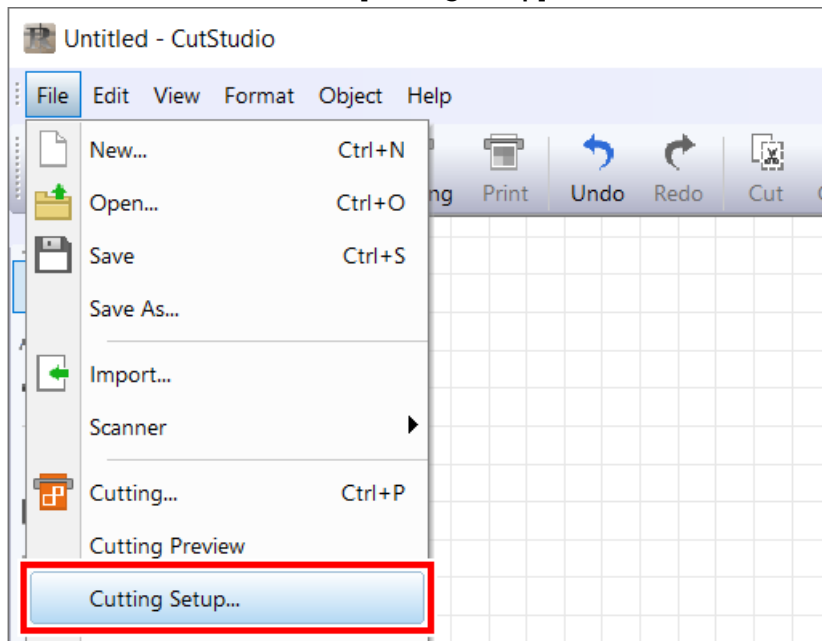 Untitled - CutStudio
File Edit View Format Object Help
New... Ctrl+N
Open... Ctrl+O
Save Ctrl+S
Save As...
Import...
Scanner
Cutting... Ctrl+P
Cutting Preview
Cutting Setup...
ng Print Undo Redo Cut